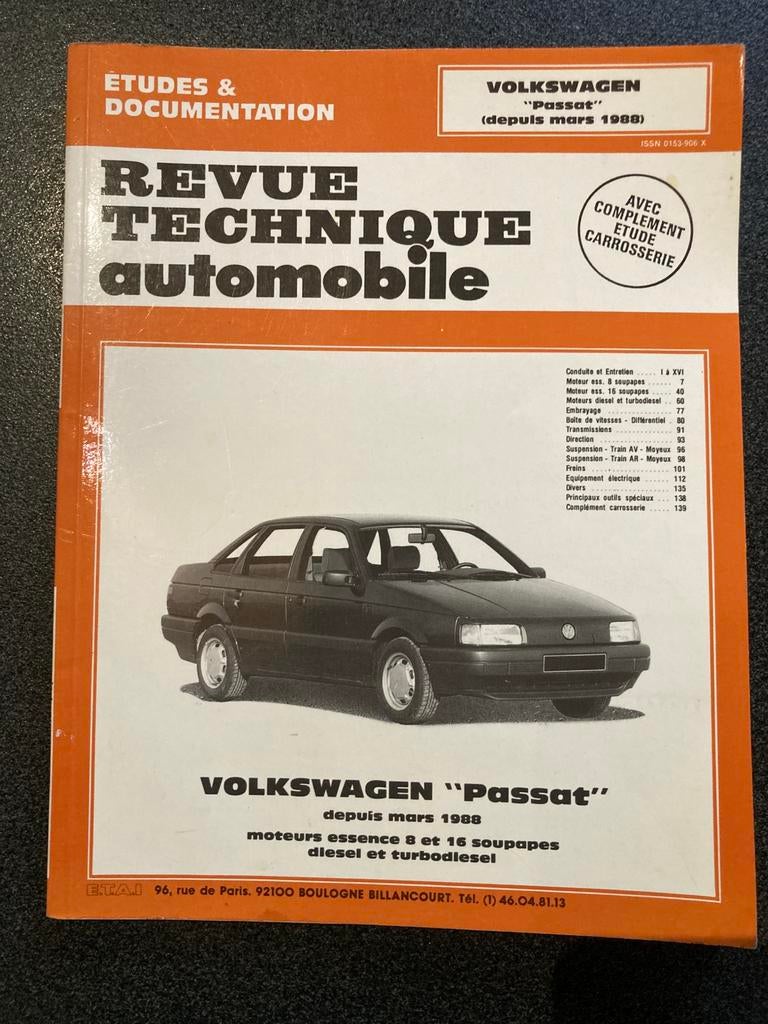 ÉTUDES &
DOCUMENTATION
VOLKSWAGEN
"Passat"
(depuis mars 1988)
ISSN 0153-906 X
REVUE
TECHNIQUE
automobile
AVEC
COMPLEMENT
ETUDE
CARROSSERIE
Conduite et Entretien ..... I à XVI
Moteur ess. 8 soupapes ...... 7
Moteur ess. 16 soupapes ..... 40
Moteurs diesel et turbodiesel .. 60
Embrayage ................ 77
Boîte de vitesses - Différentiel . 80
Transmissions ............. 91
Direction .................. 93
Suspension - Train AV - Moyeux 96
Suspension - Train AR - Moyeux 98
Freins .................... 101
Equipement électrique ...... 112
Divers .................... 135
Principaux outils spéciaux ... 138
Complément carrosserie ..... 139
VOLKSWAGEN "Passat"
depuis mars 1988
moteurs essence 8 et 16 soupapes
diesel et turbodiesel
E.T.A.I 96, rue de Paris. 92100 BOULOGNE BILLANCOURT. Tél. (1) 46.04.81.13